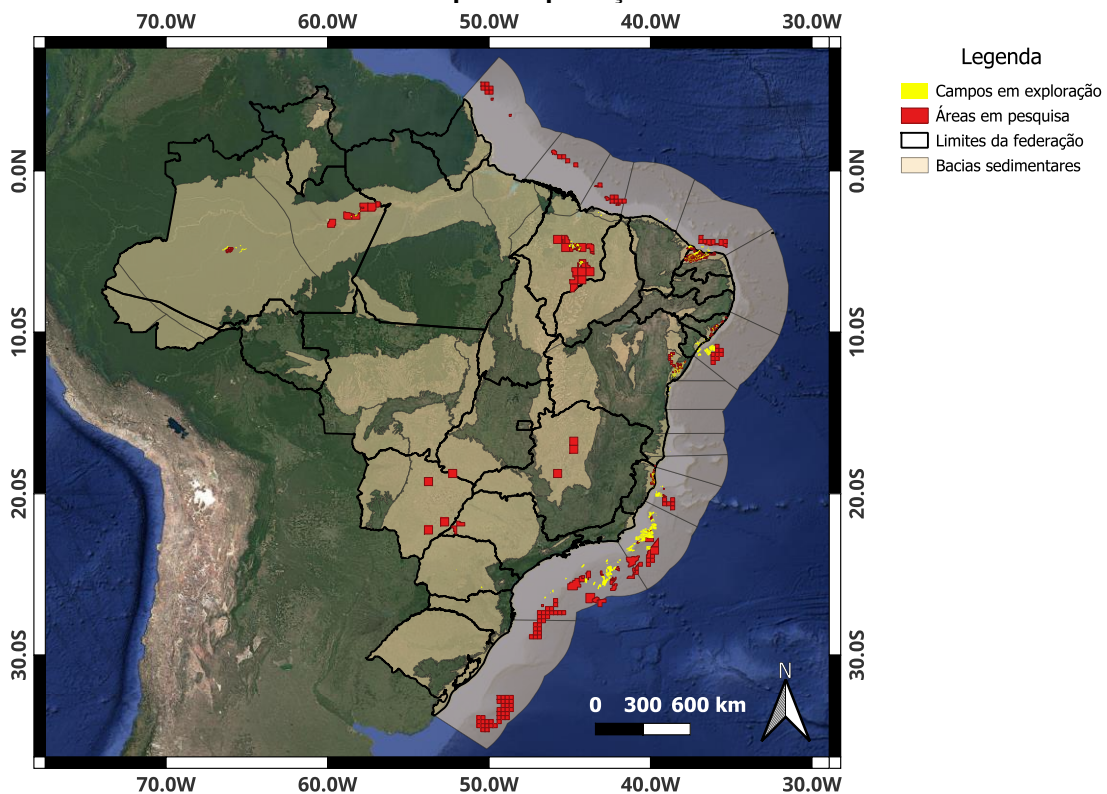 70.0W 60.0W 50.0W 40.0W 30.0W
Legenda
Campos em exploração
Áreas em pesquisa
Limites da federação
Bacias sedimentares
0.0N 0.0N
10.0S 10.0S
20.0S 20.0S
30.0S 30.0S
N
0 300 600 km
70.0W 60.0W 50.0W 40.0W 30.0W